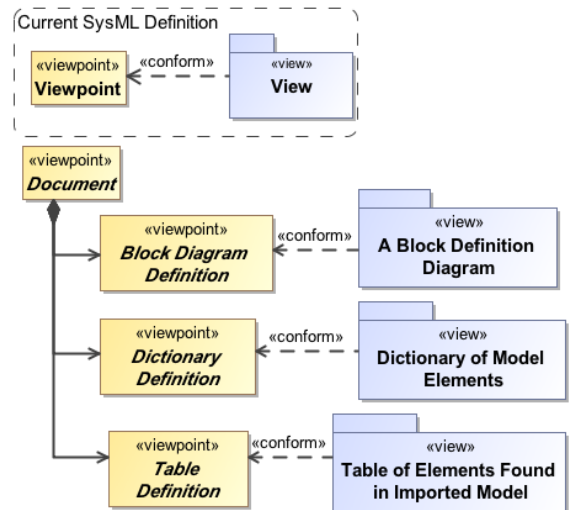 Current SysML Definition
«viewpoint»
Viewpoint
«conform»
«view»
View
«viewpoint»
Document
«viewpoint»
Block Diagram
Definition
«conform»
«view»
A Block Definition
Diagram
«viewpoint»
Dictionary
Definition
«conform»
«view»
Dictionary of Model
Elements
«viewpoint»
Table
Definition
«conform»
«view»
Table of Elements Found
in Imported Model